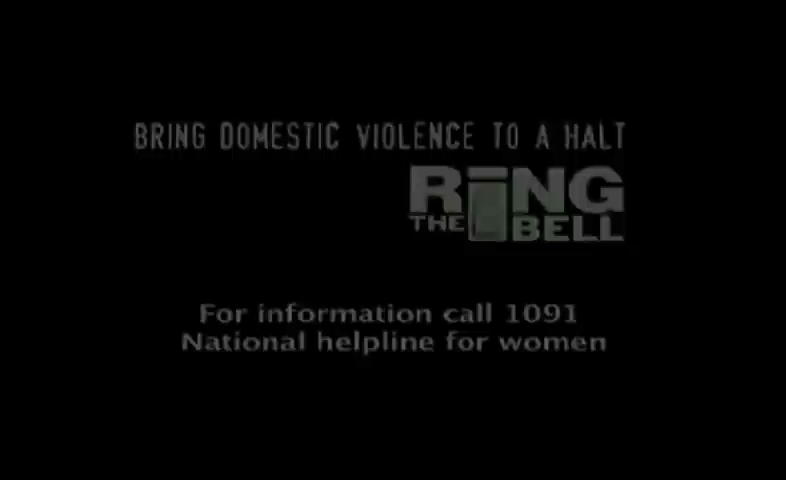 BRING DOMESTIC VIOLENCE TO A HALT
RING
THE BELL
For information call 1091
National helpline for women